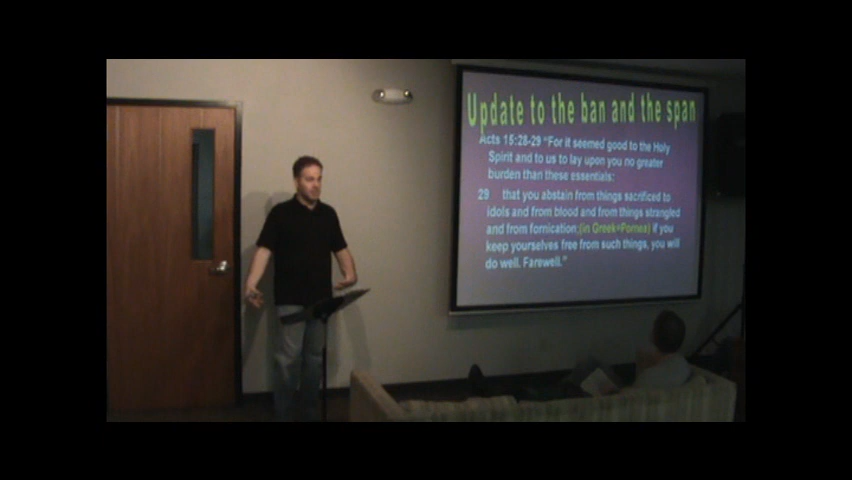 Update to the ban and the span
Acts 15:28-29 "For it seemed good to the Holy
Spirit and to us to lay upon you no greater
burden than these essentials:
29 that you abstain from things sacrificed to
idols and from blood and from things strangled
and from fornication;(in Greek=Pornea) if you
keep yourselves free from such things, you will
do well. Farewell."